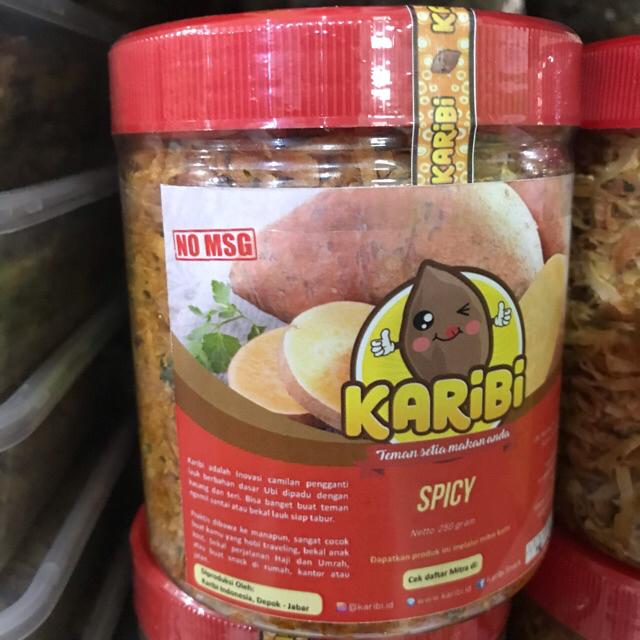 KARIBI
NO MSG
KARiBi
Teman setia makan anda
Karibi adalah Inovasi camilan pengganti
lauk berbahan dasar Ubi dipadu dengan
kacang dan teri. Bisa banget buat teman
ngemil santai atau bekal lauk siap tabur.
Praktis dibawa ke manapun, sangat cocok
buat kamu yang hobi traveling, bekal anak
kost, bekal perjalanan Haji dan Umrah,
atau buat snack di rumah, kantor atau
SPICY
Netto: 250 gram
Dapatkan produk ini melalui mitra kami
Cek daftar Mitra di:
Diproduksi Oleh:
Karibi Indonesia, Depok - Jabar
@karibi.id
www.karibi.id